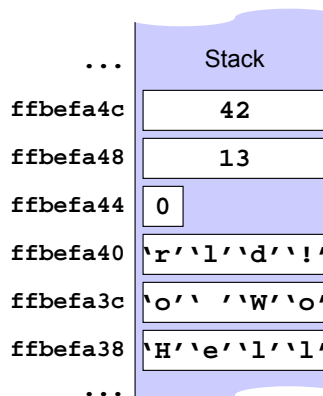 ... Stack
ffbefa4c 42
ffbefa48 13
ffbefa44 0
ffbefa40 ‘r’‘l’‘d’‘!’
ffbefa3c ‘o’‘ ’‘W’‘o’
ffbefa38 ‘H’‘e’‘l’‘l’
...